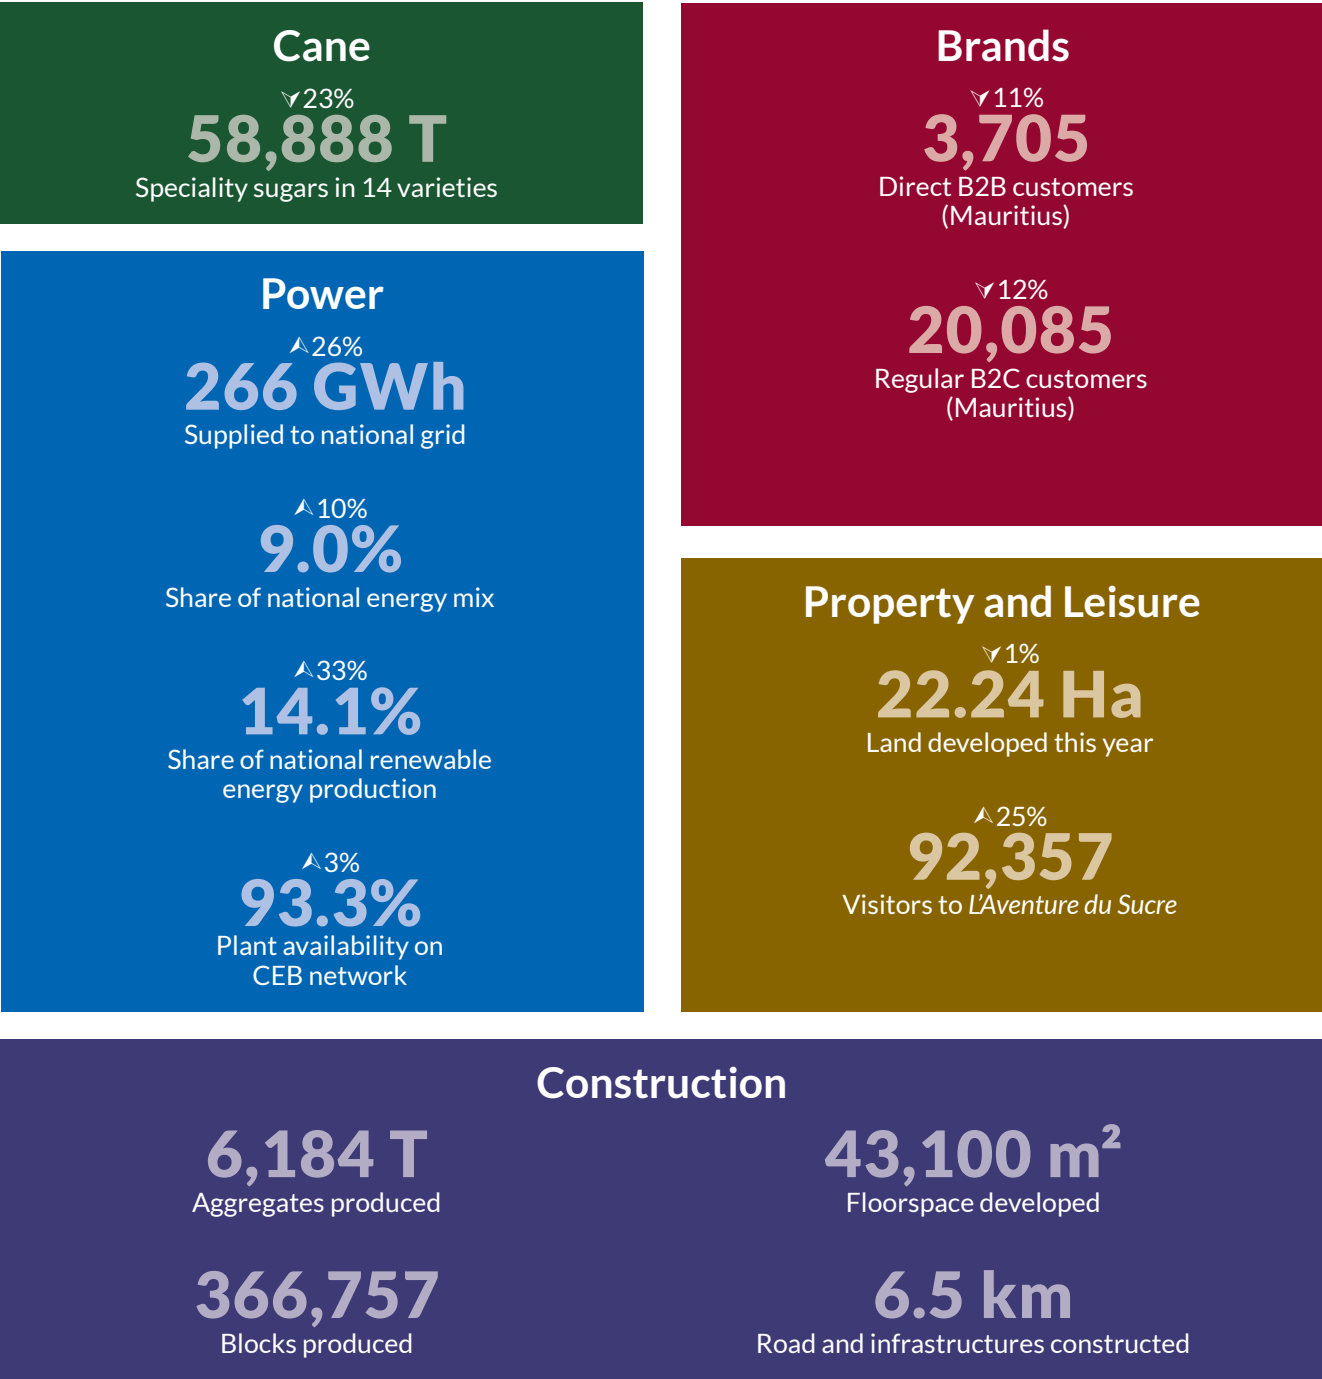 Cane
⮟23%
58,888 T
Speciality sugars in 14 varieties
Power
⮝26%
266 GWh
Supplied to national grid
⮝10%
9.0%
Share of national energy mix
⮝33%
14.1%
Share of national renewable
energy production
⮝3%
93.3%
Plant availability on
CEB network
Brands
⮟11%
3,705
Direct B2B customers
(Mauritius)
⮟12%
20,085
Regular B2C customers
(Mauritius)
Property and Leisure
⮟1%
22.24 Ha
Land developed this year
⮝25%
92,357
Visitors to L'Aventure du Sucre
Construction
6,184 T
Aggregates produced
366,757
Blocks produced
43,100 m²
Floorspace developed
6.5 km
Road and infrastructures constructed